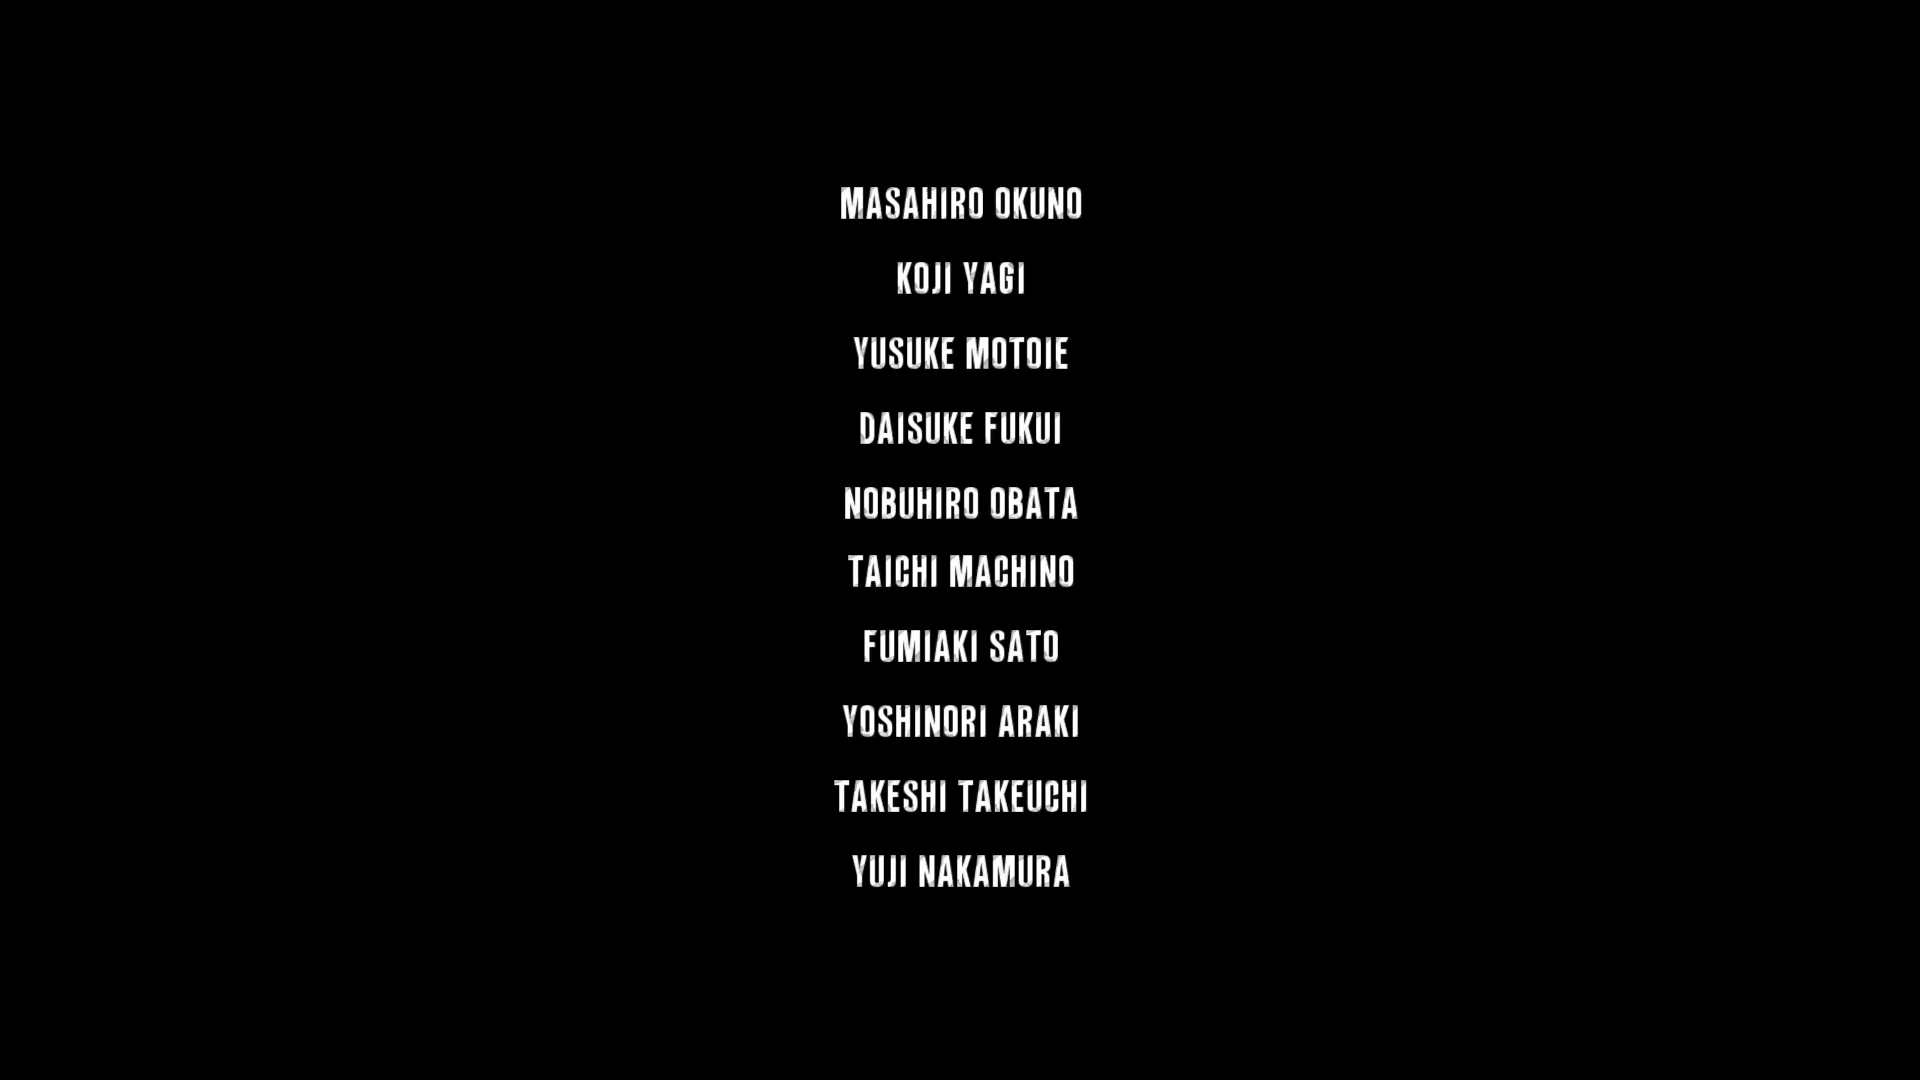 MASAHIRO OKUNO
KOJI YAGI
YUSUKE MOTOIE
DAISUKE FUKUI
NOBUHIRO OBATA
TAICHI MACHINO
FUMIAKI SATO
YOSHINORI ARAKI
TAKESHI TAKEUCHI
YUJI NAKAMURA